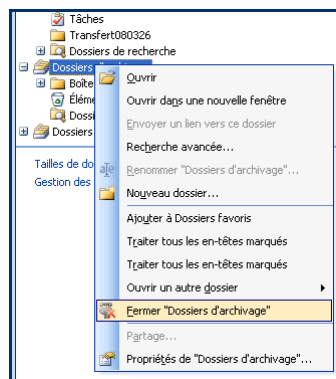 Tâches
Transfert080326
Dossiers de recherche
Dossiers
Boîte
Ouvrir
Éléme
Ouvrir dans une nouvelle fenêtre
Dossi
Envoyer un lien vers ce dossier
Dossiers
Recherche avancée...
Tailles de do
Renommer "Dossiers d'archivage"...
Gestion des
Nouveau dossier...
Ajouter à Dossiers favoris
Traiter tous les en-têtes marqués
Traiter tous les en-têtes marqués
Ouvrir un autre dossier
Fermer "Dossiers d'archivage"
Partage...
Propriétés de "Dossiers d'archivage"...